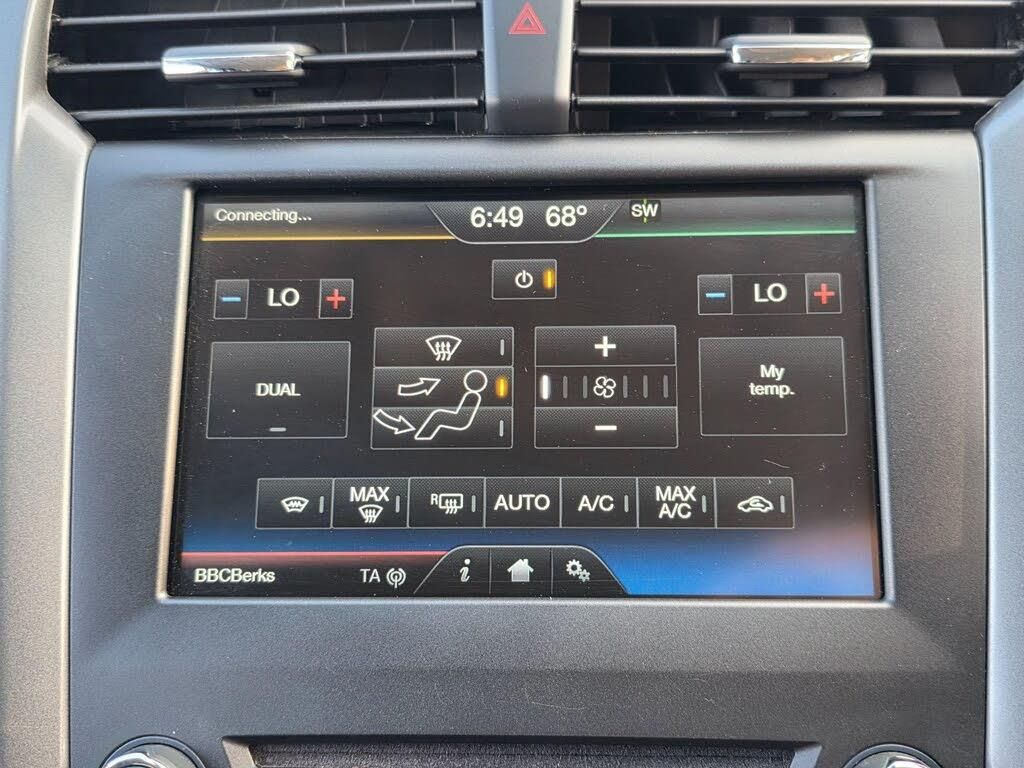 Connecting...
6:49 68°
SW
LO
LO
DUAL
My
temp.
MAX
R
AUTO
A/C
MAX
A/C
BBCBerks
TA
i